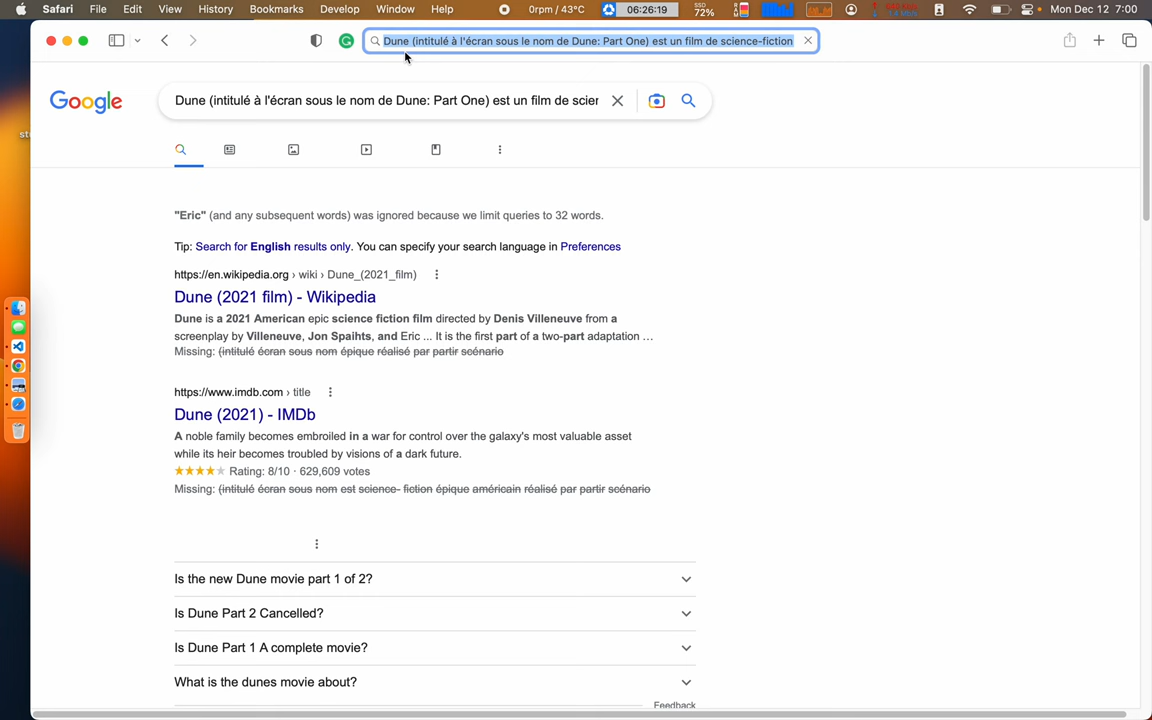 Safari File Edit View History Bookmarks Develop Window Help 0rpm / 43°C 06:26:19 SSD 72% Mon Dec 12 7:00
Dune (intitulé à l'écran sous le nom de Dune: Part One) est un film de science-fiction
Google
Dune (intitulé à l'écran sous le nom de Dune: Part One) est un film de scien
"Eric" (and any subsequent words) was ignored because we limit queries to 32 words.
Tip: Search for English results only. You can specify your search language in Preferences
https://en.wikipedia.org › wiki › Dune_(2021_film)
Dune (2021 film) - Wikipedia
Dune is a 2021 American epic science fiction film directed by Denis Villeneuve from a
screenplay by Villeneuve, Jon Spaihts, and Eric ... It is the first part of a two-part adaptation ...
Missing: (intitulé écran sous nom épique réalisé par partir scénario
https://www.imdb.com › title
Dune (2021) - IMDb
A noble family becomes embroiled in a war for control over the galaxy's most valuable asset
while its heir becomes troubled by visions of a dark future.
Rating: 8/10 · 629,609 votes
Missing: (intitulé écran sous nom est science- fiction épique américain réalisé par partir scénario
Is the new Dune movie part 1 of 2?
Is Dune Part 2 Cancelled?
Is Dune Part 1 A complete movie?
What is the dunes movie about?
Feedback